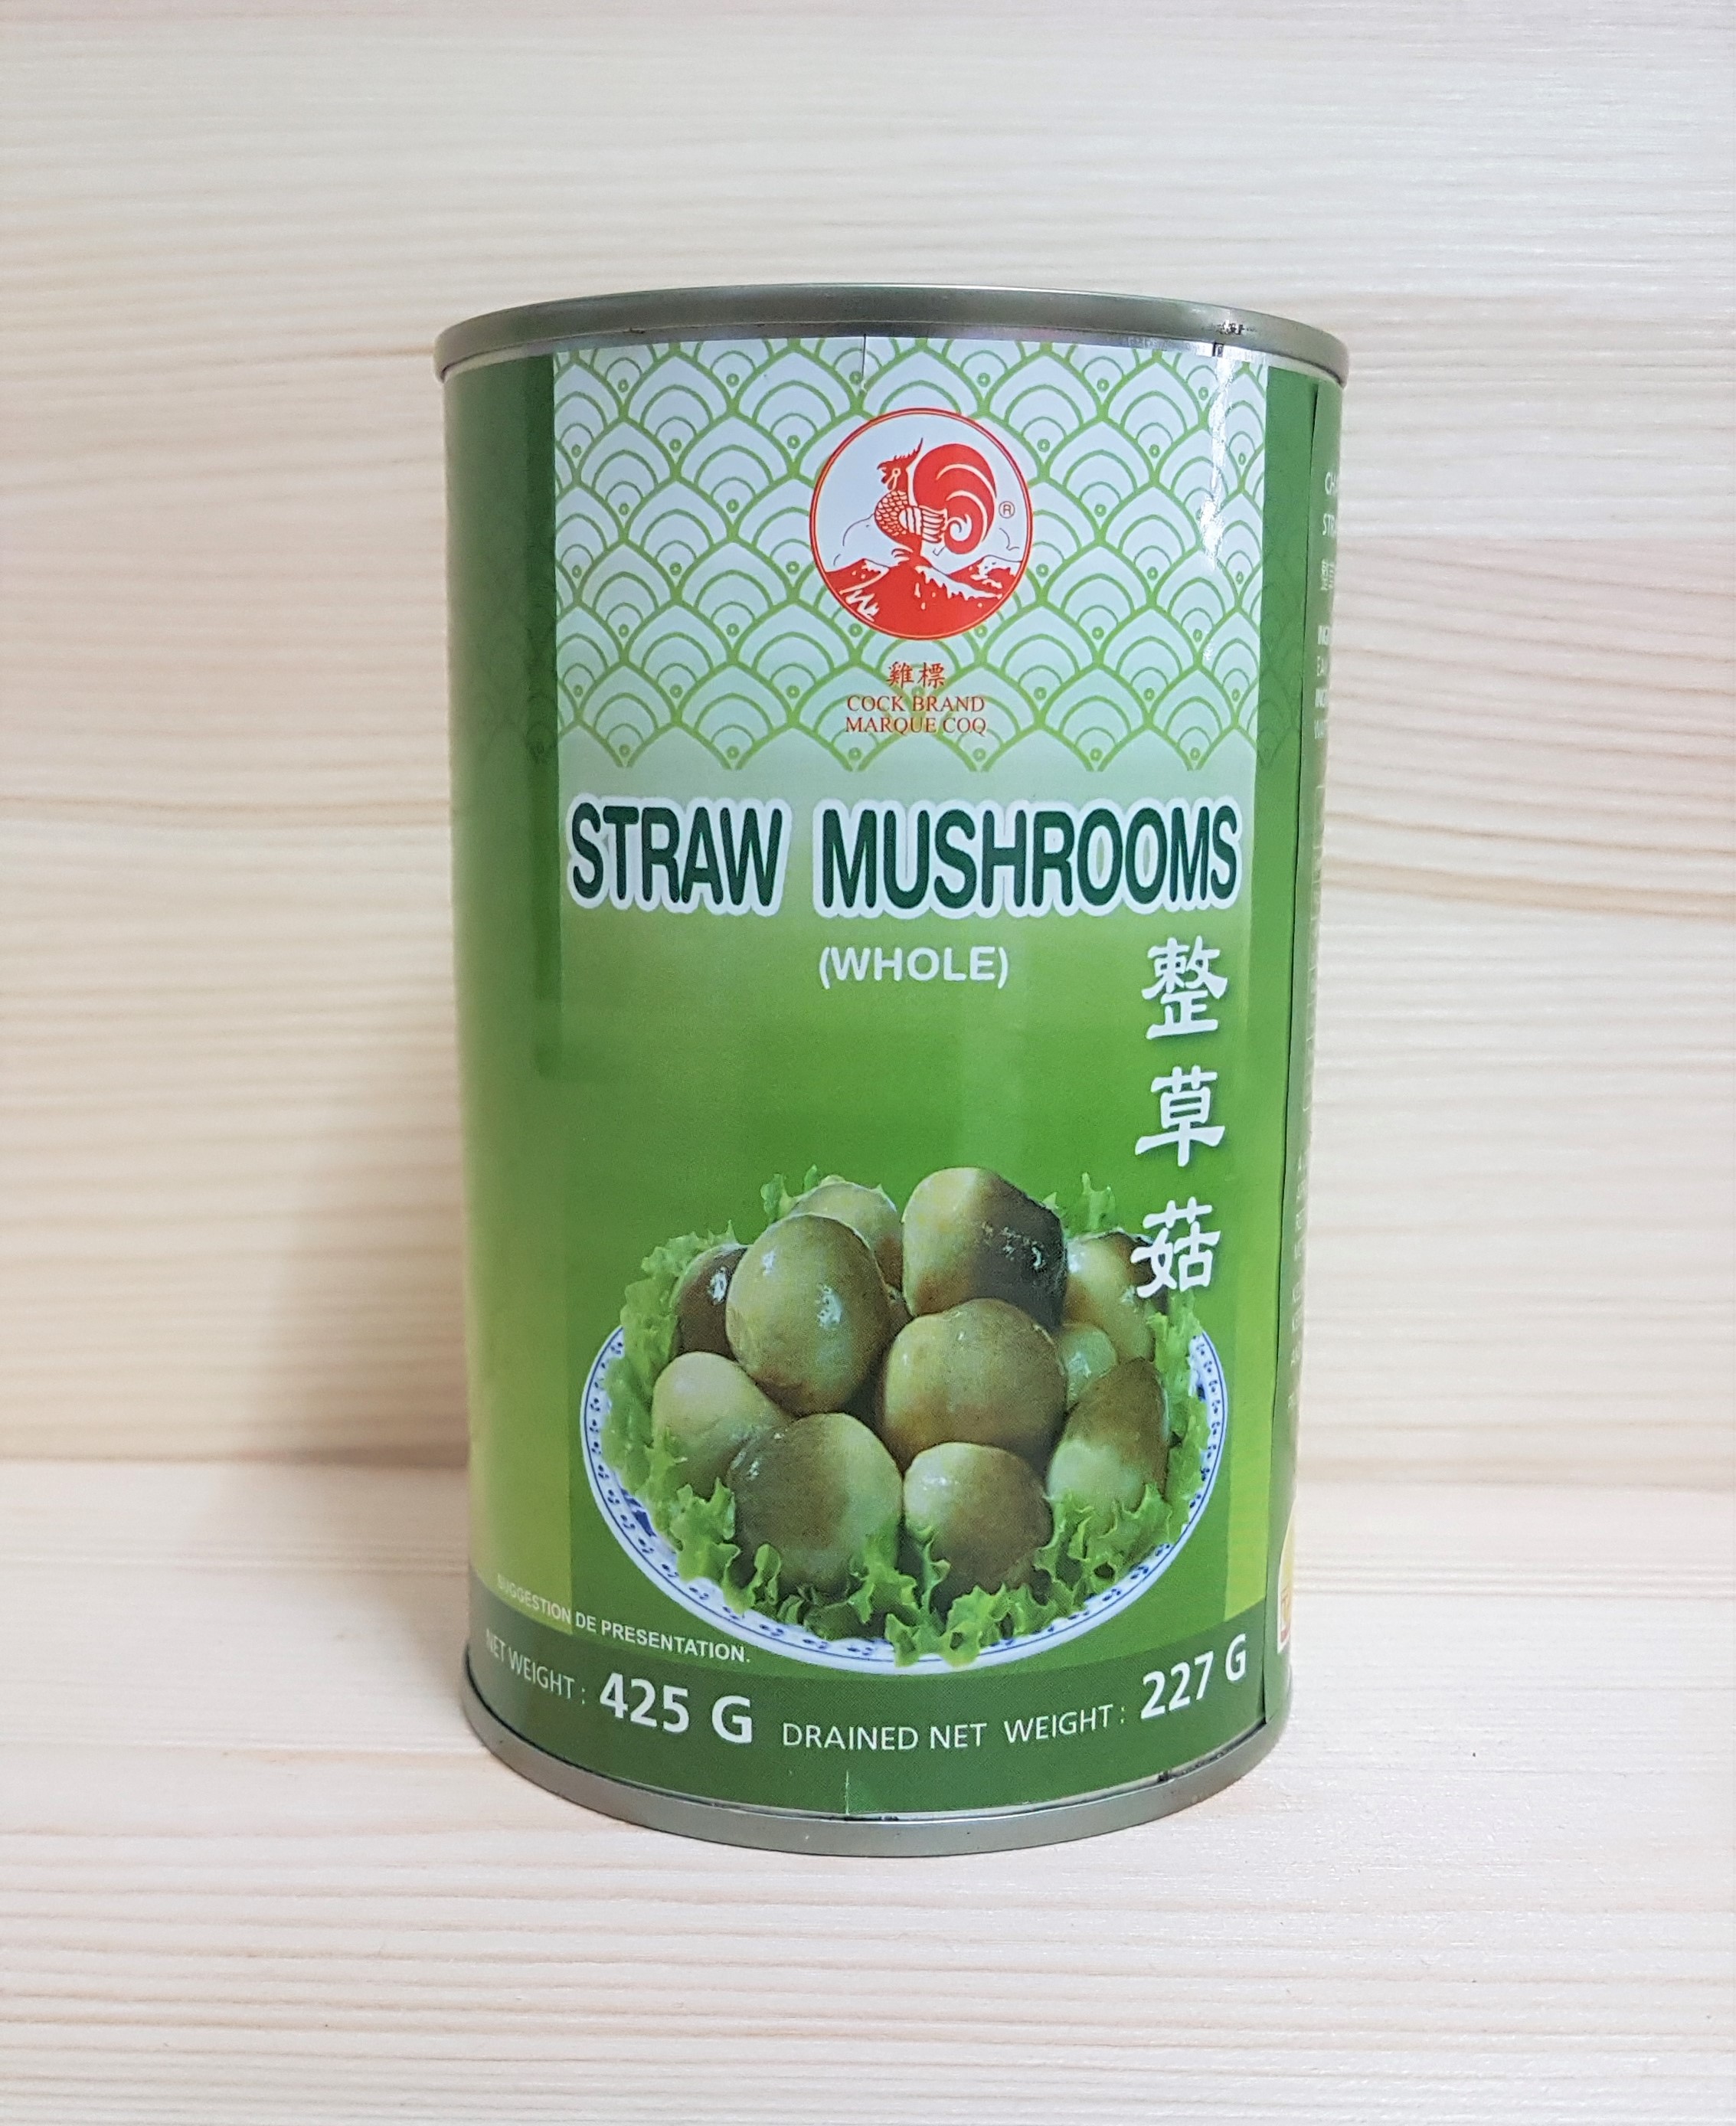 ®
雞標
COCK BRAND
MARQUE COQ
STRAW MUSHROOMS
(WHOLE)
整草菇
SUGGESTION DE PRESENTATION.
NET WEIGHT : 425 G DRAINED NET WEIGHT : 227 G